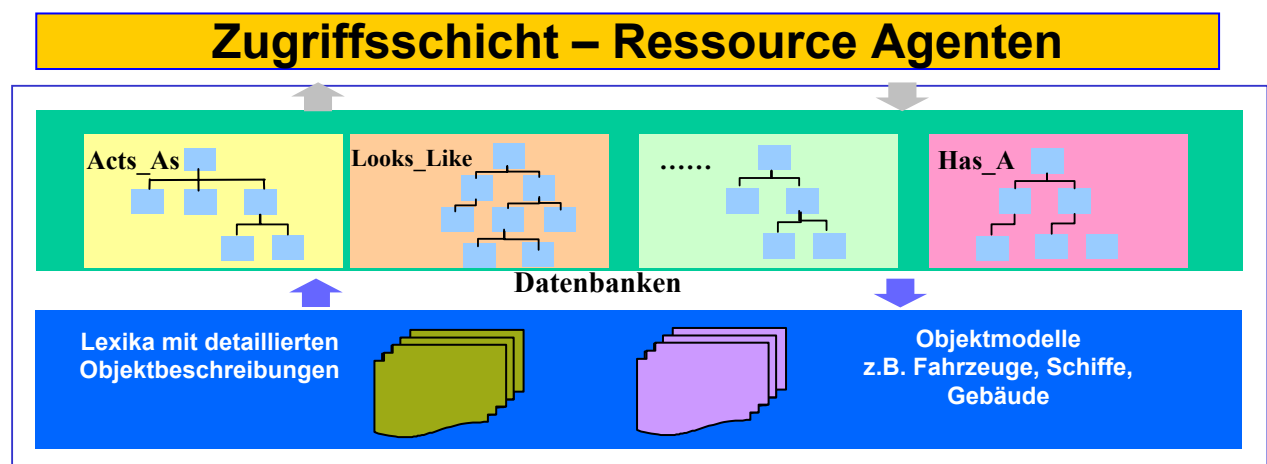 Zugriffsschicht – Ressource Agenten
Acts_As
Looks_Like
......
Has_A
Datenbanken
Lexika mit detaillierten
Objektbeschreibungen
Objektmodelle
z.B. Fahrzeuge, Schiffe,
Gebäude